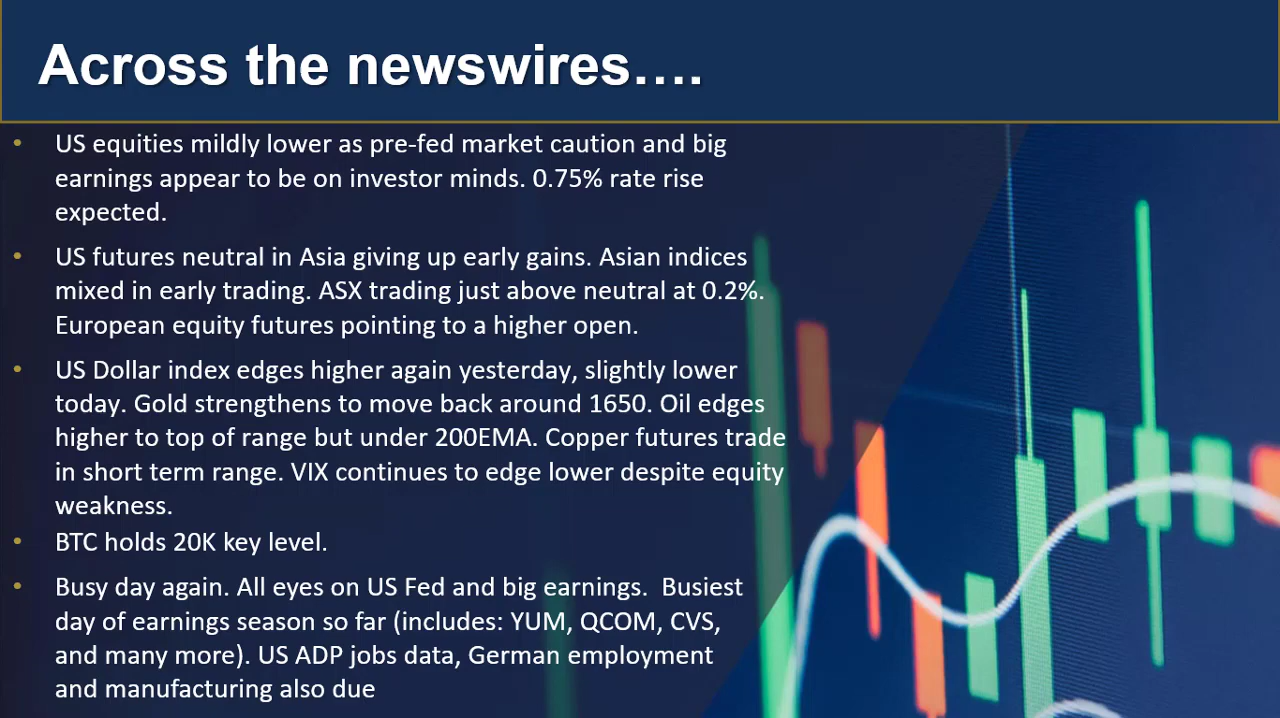 Across the newswires….
• US equities mildly lower as pre-fed market caution and big
earnings appear to be on investor minds. 0.75% rate rise
expected.
• US futures neutral in Asia giving up early gains. Asian indices
mixed in early trading. ASX trading just above neutral at 0.2%.
European equity futures pointing to a higher open.
• US Dollar index edges higher again yesterday, slightly lower
today. Gold strengthens to move back around 1650. Oil edges
higher to top of range but under 200EMA. Copper futures trade
in short term range. VIX continues to edge lower despite equity
weakness.
• BTC holds 20K key level.
• Busy day again. All eyes on US Fed and big earnings.  Busiest
day of earnings season so far (includes: YUM, QCOM, CVS,
and many more). US ADP jobs data, German employment
and manufacturing also due